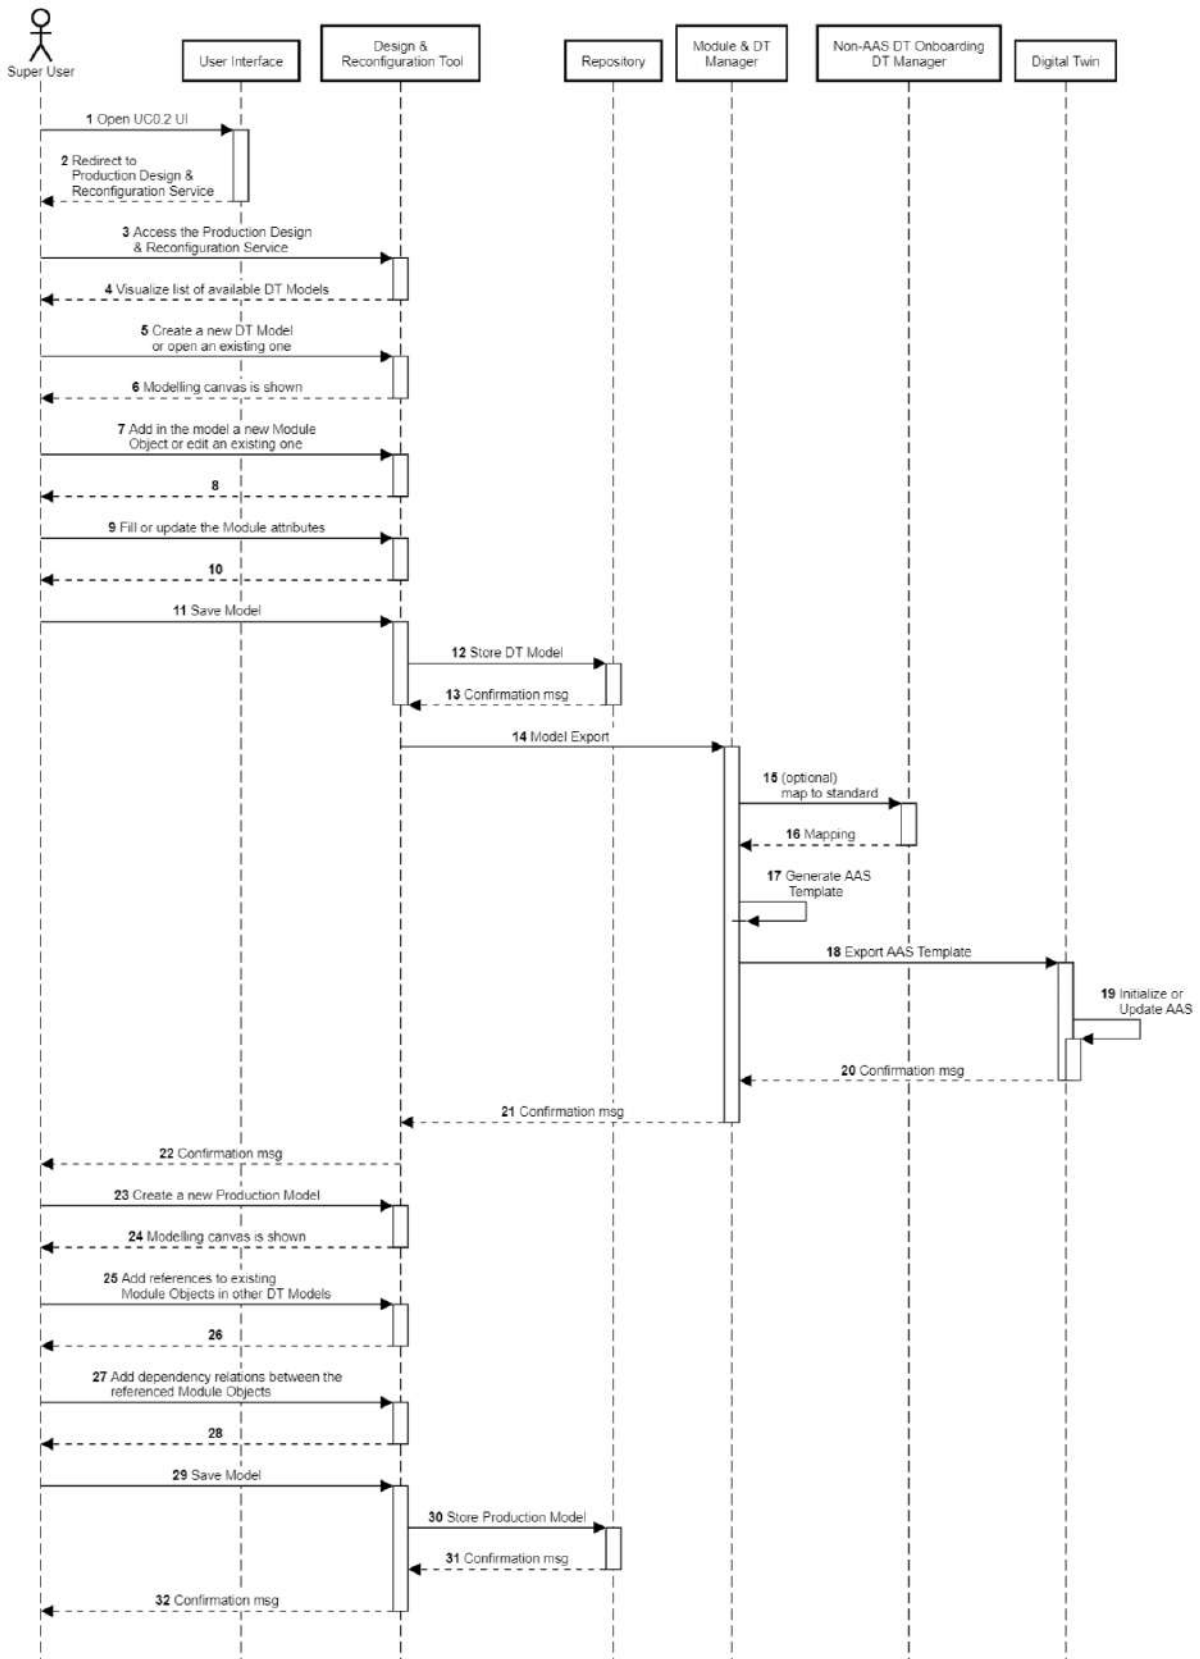 Super User
User Interface
Design &
Reconfiguration Tool
Repository
Module & DT
Manager
Non-AAS DT Onboarding
DT Manager
Digital Twin
1 Open UC0.2 UI
2 Redirect to
Production Design &
Reconfiguration Service
3 Access the Production Design
& Reconfiguration Service
4 Visualize list of available DT Models
5 Create a new DT Model
or open an existing one
6 Modelling canvas is shown
7 Add in the model a new Module
Object or edit an existing one
8
9 Fill or update the Module attributes
10
11 Save Model
12 Store DT Model
13 Confirmation msg
14 Model Export
15 (optional)
map to standard
16 Mapping
17 Generate AAS
Template
18 Export AAS Template
19 Initialize or
Update AAS
20 Confirmation msg
21 Confirmation msg
22 Confirmation msg
23 Create a new Production Model
24 Modelling canvas is shown
25 Add references to existing
Module Objects in other DT Models
26
27 Add dependency relations between the
referenced Module Objects
28
29 Save Model
30 Store Production Model
31 Confirmation msg
32 Confirmation msg